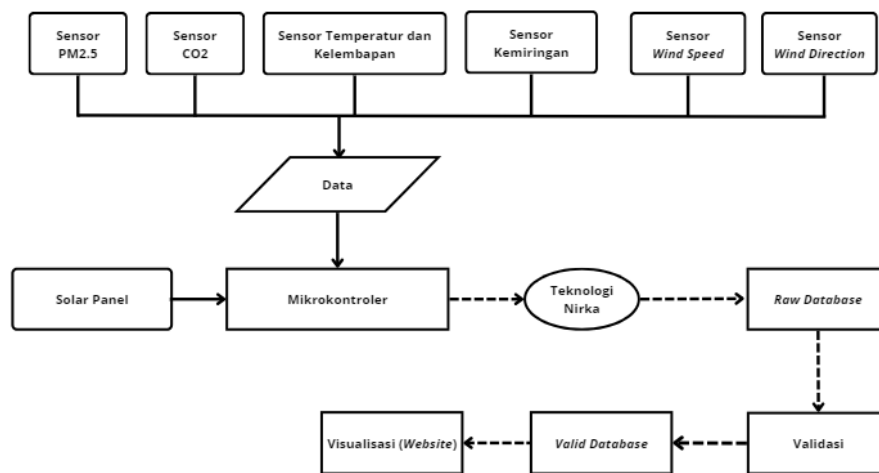 Sensor
PM2.5
Sensor
CO2
Sensor Temperatur dan
Kelembapan
Sensor
Kemiringan
Sensor
Wind Speed
Sensor
Wind Direction
Data
Solar Panel
Mikrokontroler
Teknologi
Nirka
Raw Database
Visualisasi (Website)
Valid Database
Validasi